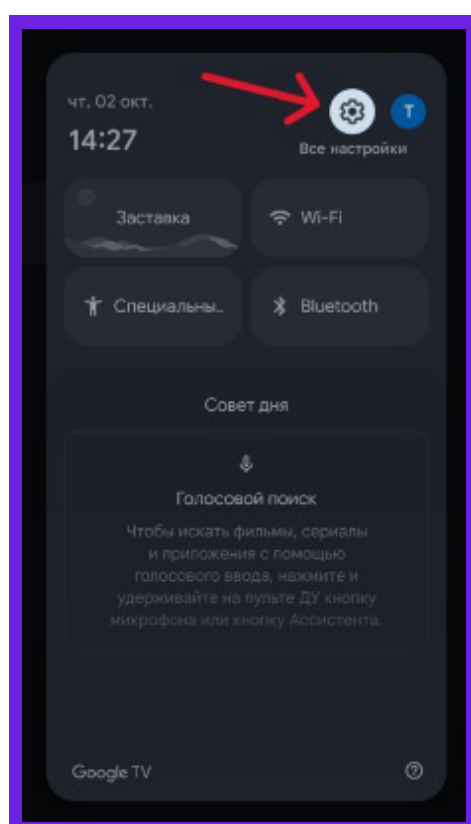 чт, 02 окт.
14:27
T
Все настройки
Заставка
Wi-Fi
Специальны...
Bluetooth
Совет дня
Голосовой поиск
Чтобы искать фильмы, сериалы
и приложения с помощью
голосового ввода, нажмите и
удерживайте на пульте ДУ кнопку
микрофона или кнопку Ассистента.
Google TV